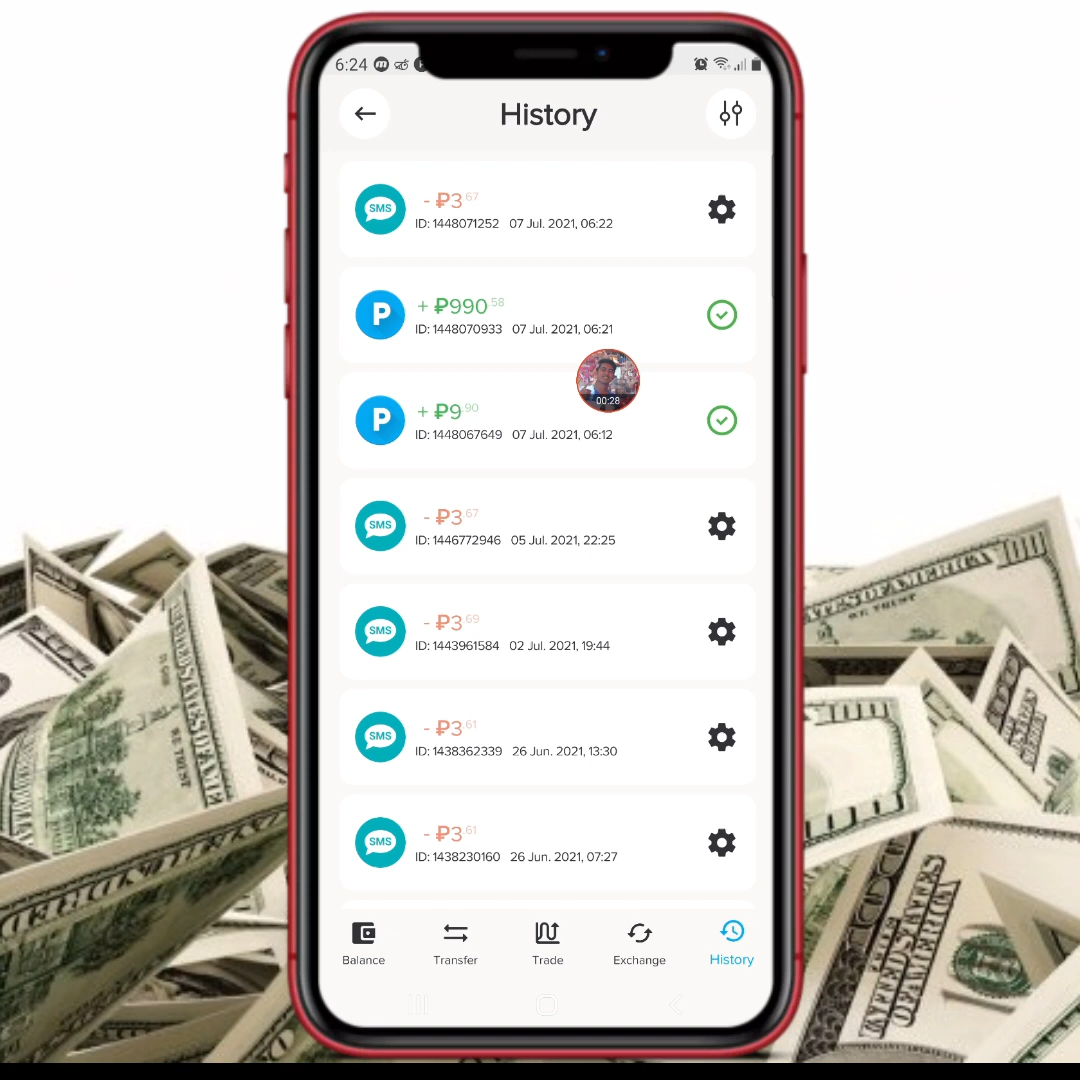 6:24
History
SMS
- ₽3.67
ID: 1448071252 07 Jul. 2021, 06:22
P
+ ₽990.58
ID: 1448070933 07 Jul. 2021, 06:21
00:28
P
+ ₽9.90
ID: 1448067649 07 Jul. 2021, 06:12
SMS
- ₽3.67
ID: 1446772946 05 Jul. 2021, 22:25
SMS
- ₽3.69
ID: 1443961584 02 Jul. 2021, 19:44
SMS
- ₽3.61
ID: 1438362339 26 Jun. 2021, 13:30
SMS
- ₽3.61
ID: 1438230160 26 Jun. 2021, 07:27
Balance Transfer Trade Exchange History